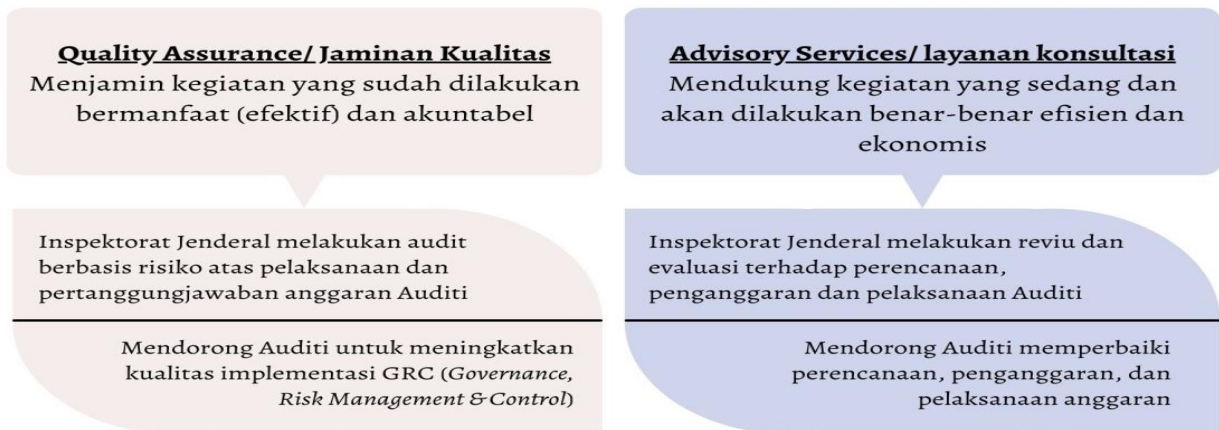 Quality Assurance/ Jaminan Kualitas
Menjamin kegiatan yang sudah dilakukan
bermanfaat (efektif) dan akuntabel
Inspektorat Jenderal melakukan audit
berbasis risiko atas pelaksanaan dan
pertanggungjawaban anggaran Auditi
Mendorong Auditi untuk meningkatkan
kualitas implementasi GRC (Governance,
Risk Management & Control)
Advisory Services/ layanan konsultasi
Mendukung kegiatan yang sedang dan
akan dilakukan benar-benar efisien dan
ekonomis
Inspektorat Jenderal melakukan reviu dan
evaluasi terhadap perencanaan,
penganggaran dan pelaksanaan Auditi
Mendorong Auditi memperbaiki
perencanaan, penganggaran, dan
pelaksanaan anggaran